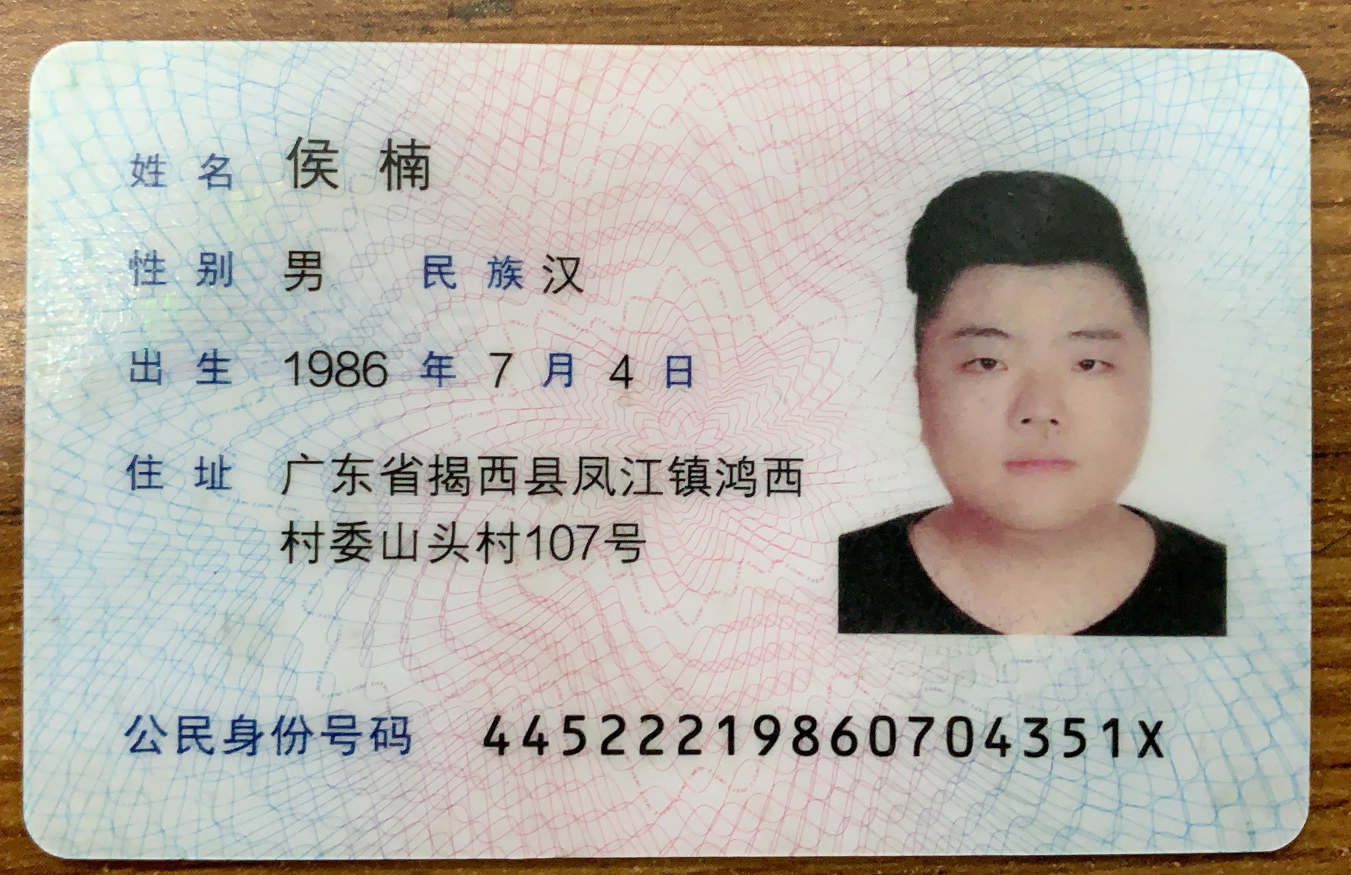 姓名 侯楠
性别 男 民族 汉
出生 1986 年 7 月 4 日
住址 广东省揭西县凤江镇鸿西
村委山头村107号
公民身份号码 44522219860704351X